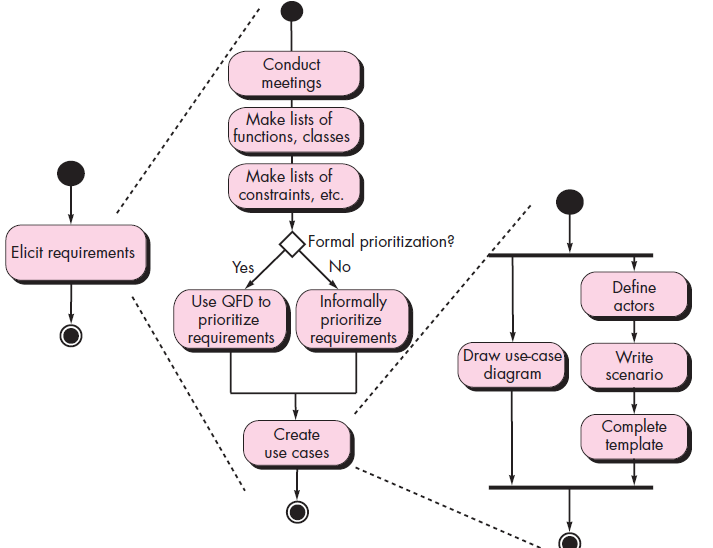 Elicit requirements
Conduct
meetings
Make lists of
functions, classes
Make lists of
constraints, etc.
Formal prioritization?
Yes
No
Use QFD to
prioritize
requirements
Informally
prioritize
requirements
Create
use cases
Draw use-case
diagram
Define
actors
Write
scenario
Complete
template